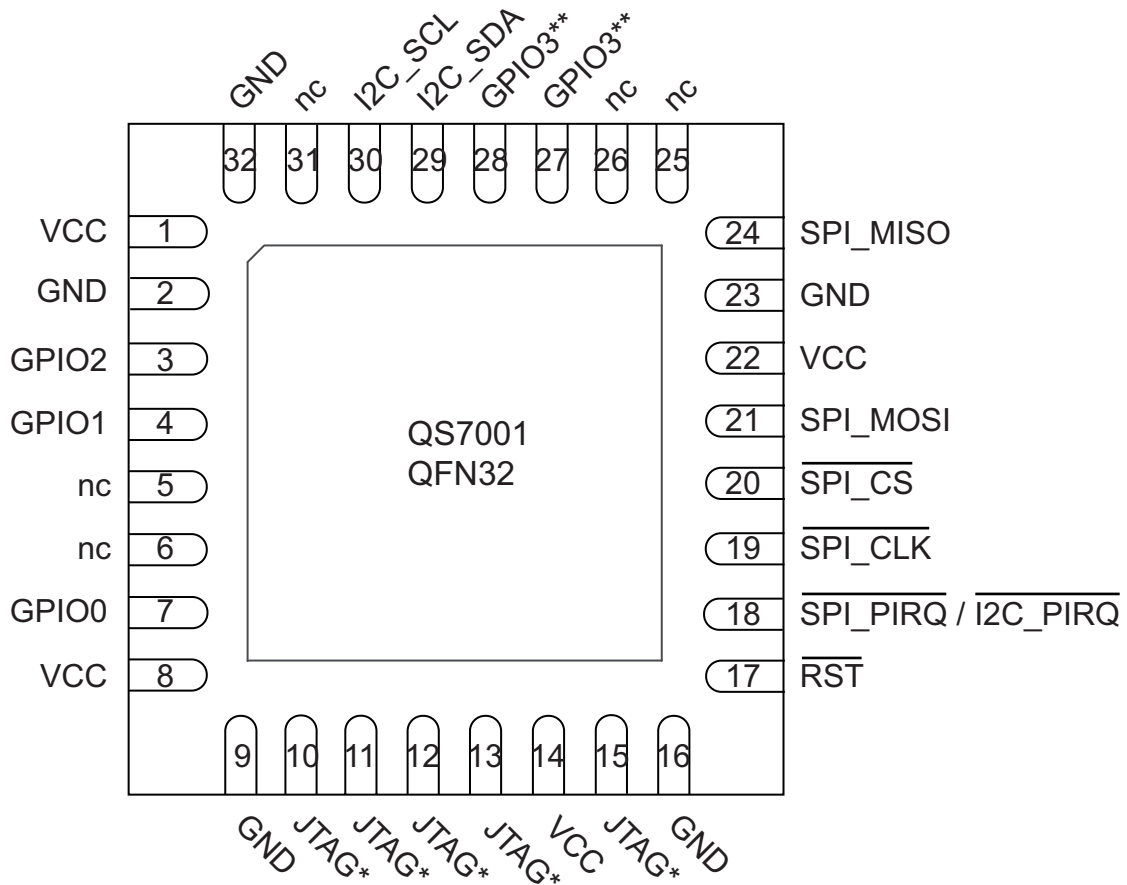 GND
nc
I2C_SCL
I2C_SDA
GPIO3**
GPIO3**
nc
nc
32
31
30
29
28
27
26
25
VCC 1
GND 2
GPIO2 3
GPIO1 4
nc 5
nc 6
GPIO0 7
VCC 8
QS7001
QFN32
24 SPI_MISO
23 GND
22 VCC
21 SPI_MOSI
20 SPI_CS
19 SPI_CLK
18 SPI_PIRQ / I2C_PIRQ
17 RST
9
10
11
12
13
14
15
16
GND
JTAG*
JTAG*
JTAG*
JTAG*
VCC
JTAG*
GND